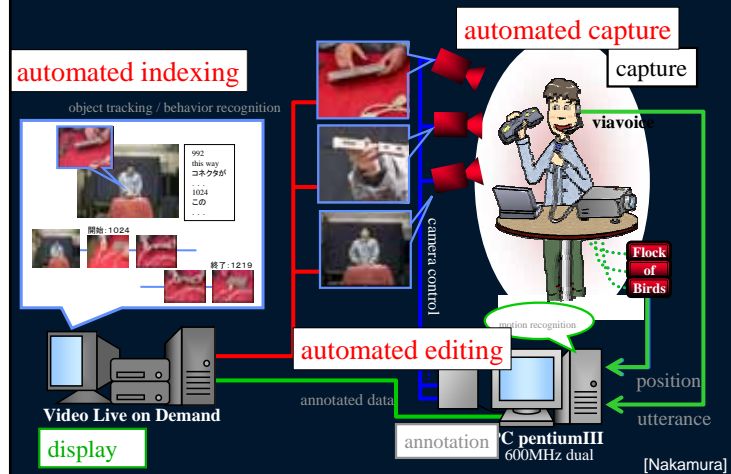 automated capture
capture
automated indexing
object tracking / behavior recognition
viavoice
992
this way
コネクタが
. . .
1024
この
. . .
開始:1024
終了:1219
camera control
Flock
of
Birds
motion recognition
automated editing
position
annotated data
utterance
Video Live on Demand
annotation
PC pentiumIII
600MHz dual
display
[Nakamura]